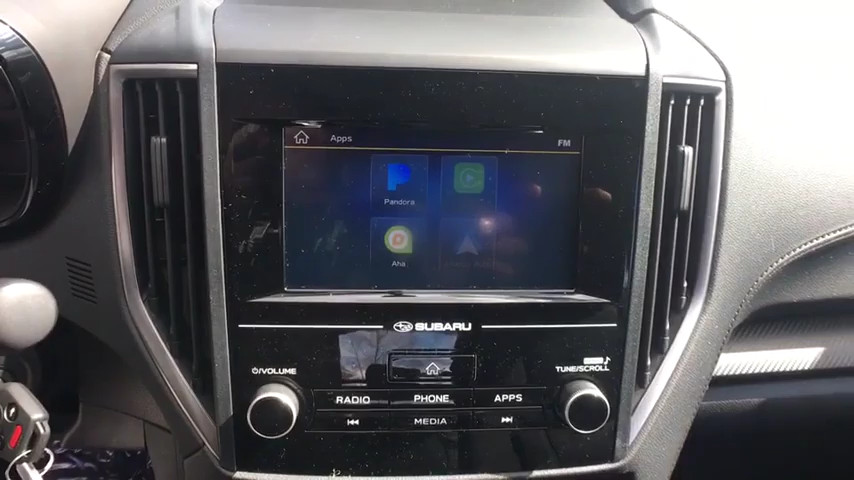 Apps
FM
Pandora
Aha
SUBARU
/VOLUME
TUNE/SCROLL
RADIO
PHONE
APPS
MEDIA